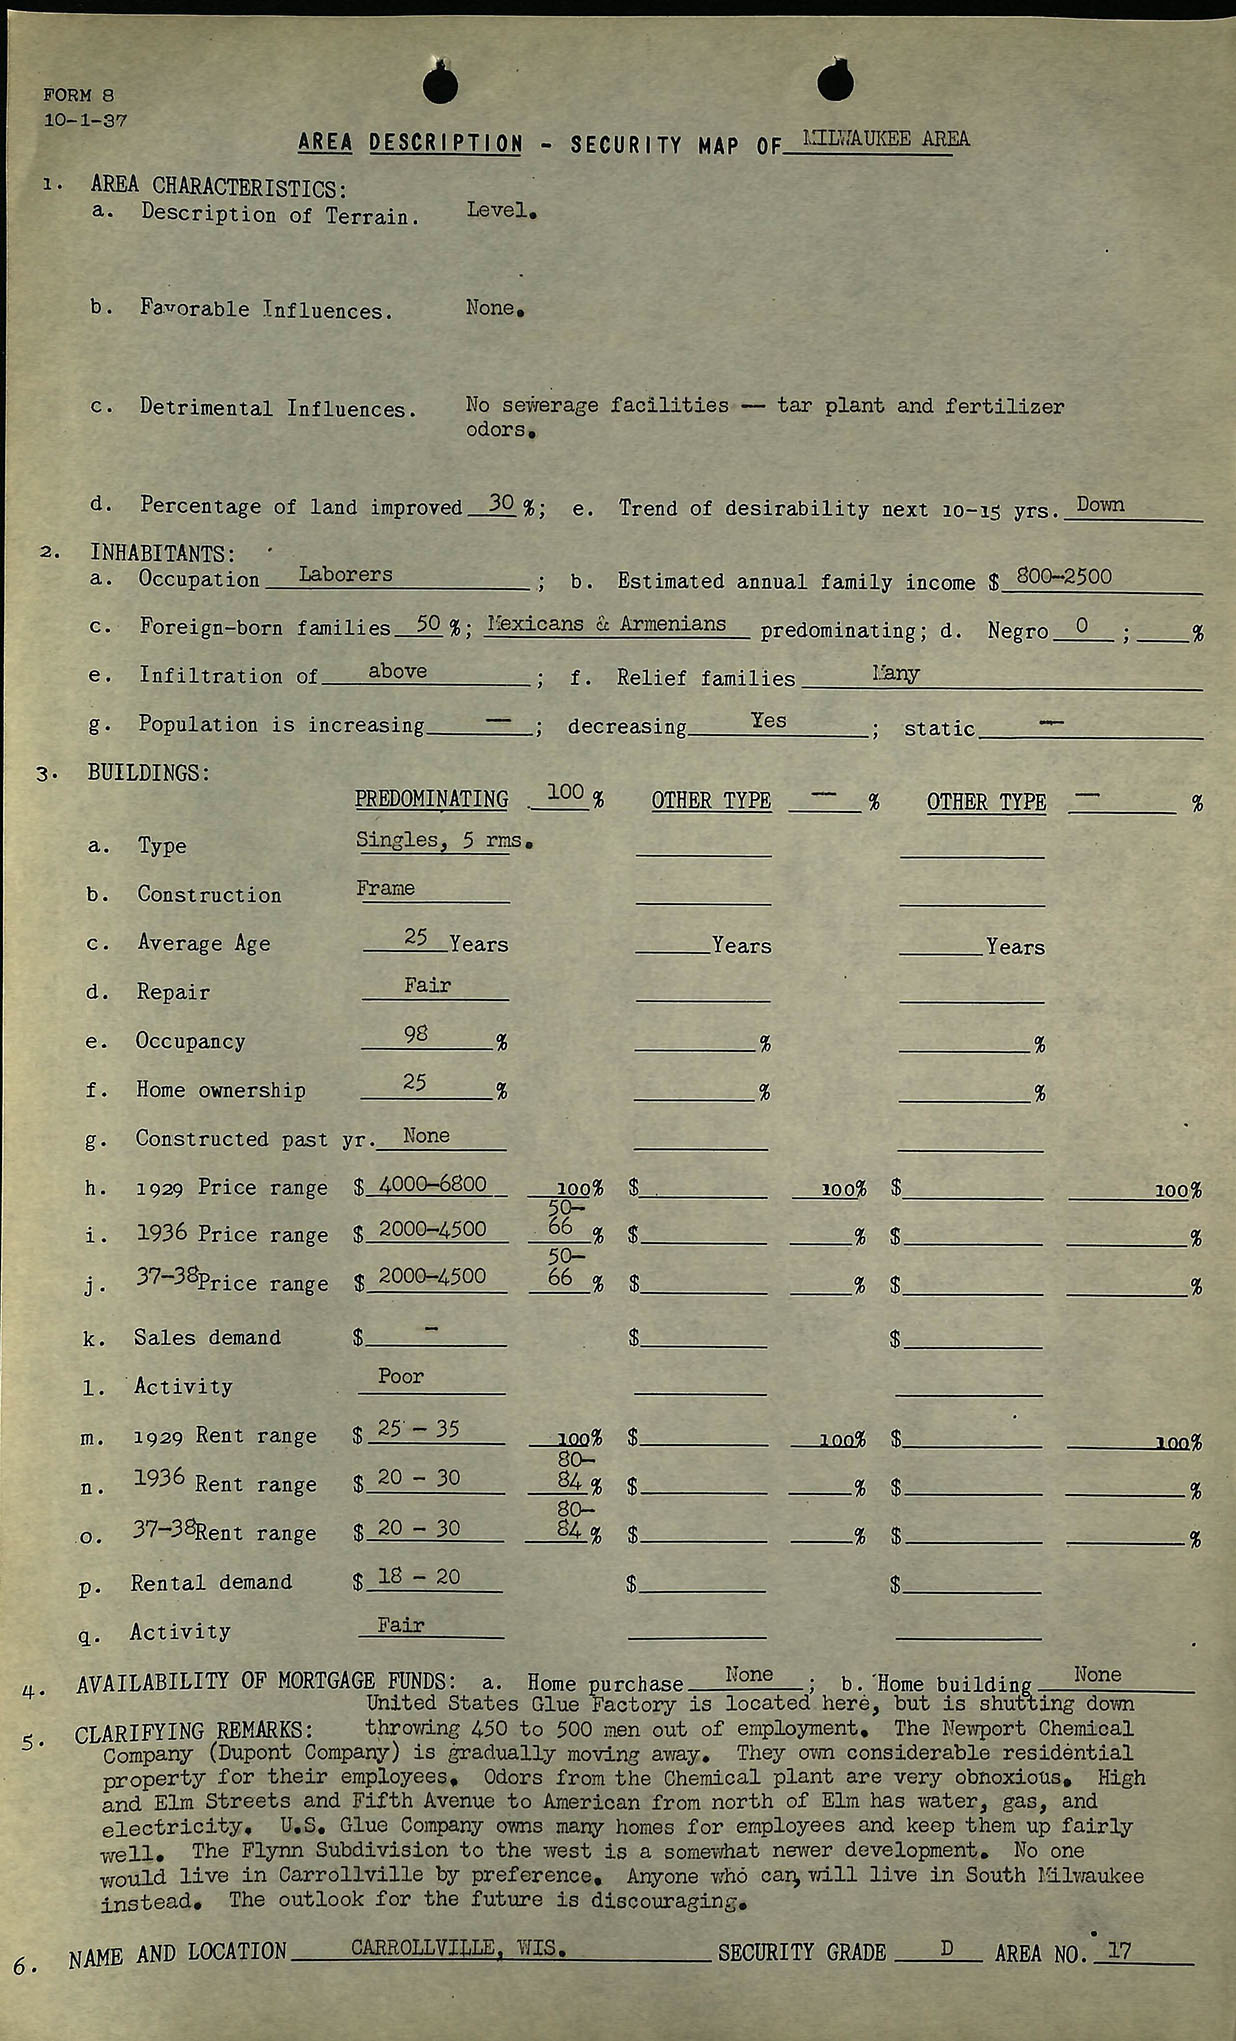 FORM 8
10-1-37
AREA DESCRIPTION - SECURITY MAP OF MILWAUKEE AREA
1. AREA CHARACTERISTICS:
a. Description of Terrain. Level.
b. Favorable Influences. None.
c. Detrimental Influences. No sewerage facilities — tar plant and fertilizer
odors.
d. Percentage of land improved 30 %; e. Trend of desirability next 10-15 yrs. Down
2. INHABITANTS:
a. Occupation Laborers ; b. Estimated annual family income $ 800-2500
c. Foreign-born families 50 %; Mexicans & Armenians predominating; d. Negro 0 ; %
e. Infiltration of above ; f. Relief families Many
g. Population is increasing — ; decreasing Yes ; static —
3. BUILDINGS:
PREDOMINATING 100 % OTHER TYPE — % OTHER TYPE — %
a. Type Singles, 5 rms.
b. Construction Frame
c. Average Age 25 Years Years Years
d. Repair Fair
e. Occupancy 98 % % %
f. Home ownership 25 % % %
g. Constructed past yr. None
h. 1929 Price range $ 4000-6800 100% $ 100% $ 100%
50-
i. 1936 Price range $ 2000-4500 66 % $ % $ %
50-
j. 37-38 Price range $ 2000-4500 66 % $ % $ %
k. Sales demand $ - $ $
l. Activity Poor
m. 1929 Rent range $ 25 - 35 100% $ 100% $ 100%
80-
n. 1936 Rent range $ 20 - 30 84 % $ % $ %
80-
o. 37-38 Rent range $ 20 - 30 84 % $ % $ %
p. Rental demand $ 18 - 20 $ $
q. Activity Fair
4. AVAILABILITY OF MORTGAGE FUNDS: a. Home purchase None ; b. Home building None
United States Glue Factory is located here, but is shutting down
5. CLARIFYING REMARKS: throwing 450 to 500 men out of employment. The Newport Chemical
Company (Dupont Company) is gradually moving away. They own considerable residential
property for their employees. Odors from the Chemical plant are very obnoxious. High
and Elm Streets and Fifth Avenue to American from north of Elm has water, gas, and
electricity. U.S. Glue Company owns many homes for employees and keep them up fairly
well. The Flynn Subdivision to the west is a somewhat newer development. No one
would live in Carrollville by preference. Anyone who can, will live in South Milwaukee
instead. The outlook for the future is discouraging.
6. NAME AND LOCATION CARROLLVILLE, WIS. SECURITY GRADE D AREA NO. 17